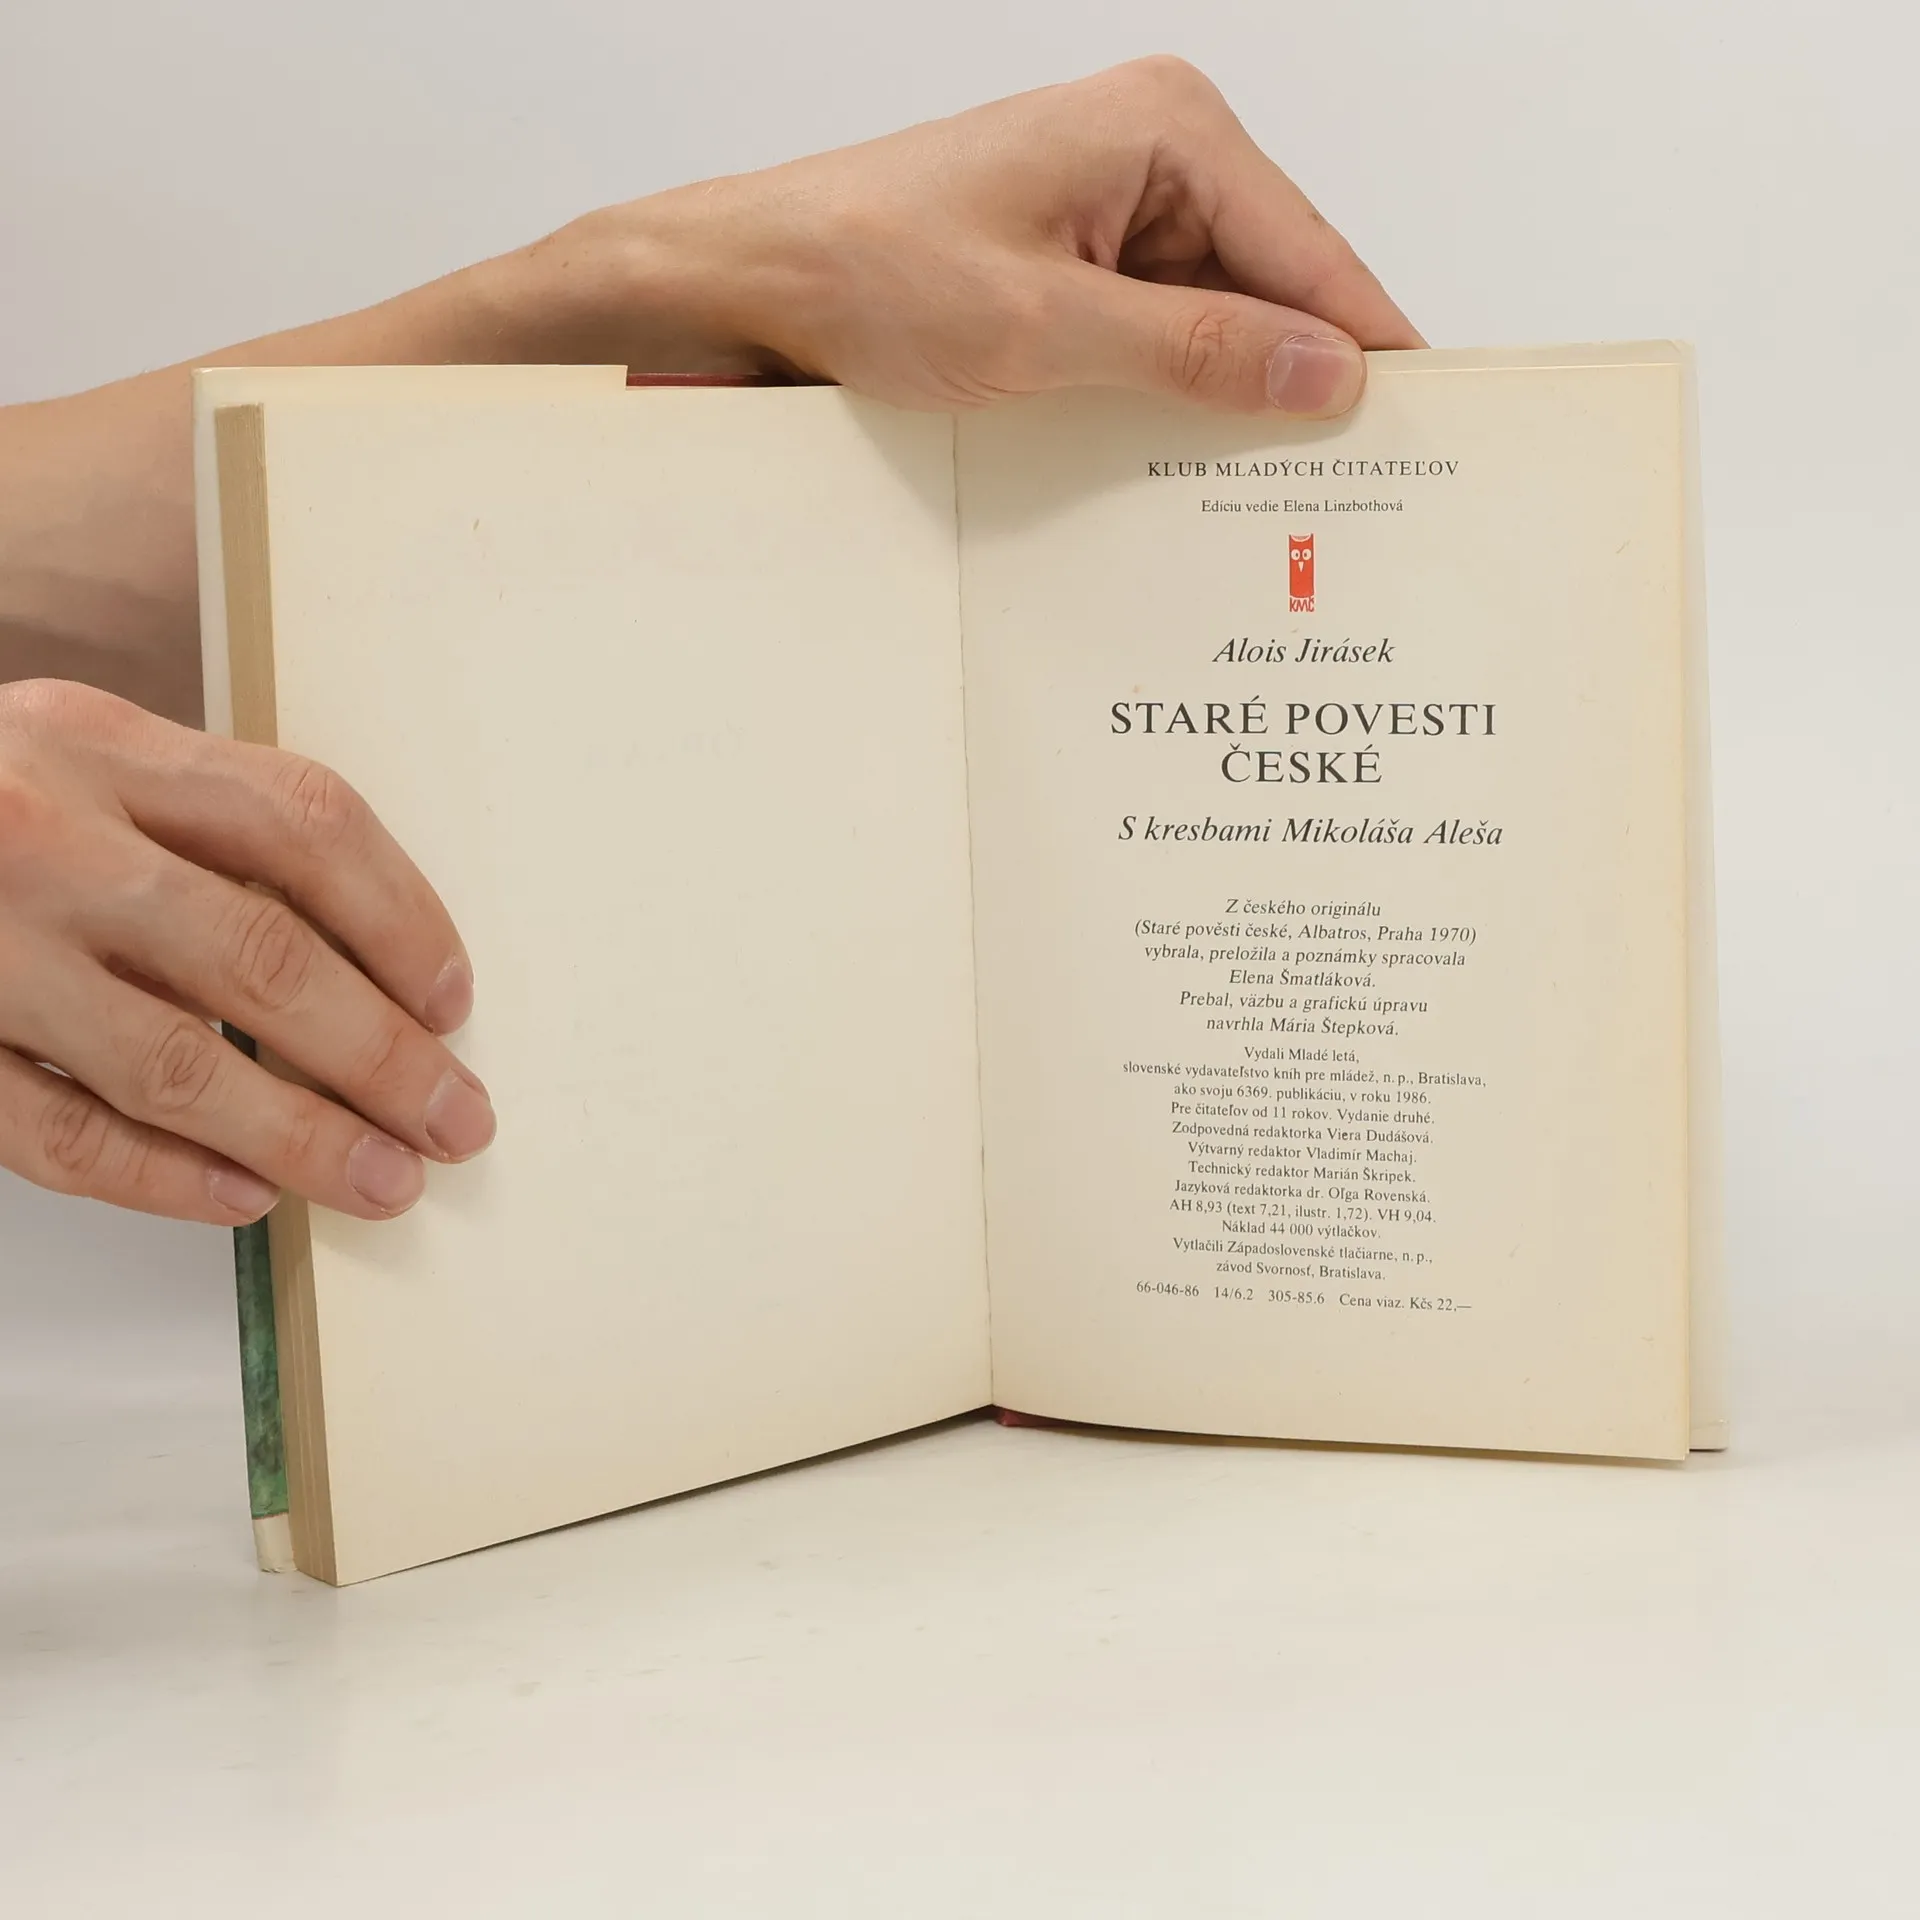 KLUB MLADÝCH ČITATEĽOV
Edíciu vedie Elena Linzbothová
KMČ
Alois Jirásek
STARÉ POVESTI
ČESKÉ
S kresbami Mikoláša Aleša
Z českého originálu
(Staré pověsti české, Albatros, Praha 1970)
vybrala, preložila a poznámky spracovala
Elena Šmatláková.
Prebal, väzbu a grafickú úpravu
navrhla Mária Štepková.
Vydali Mladé letá,
slovenské vydavateľstvo kníh pre mládež, n. p., Bratislava,
ako svoju 6369. publikáciu, v roku 1986.
Pre čitateľov od 11 rokov. Vydanie druhé.
Zodpovedná redaktorka Viera Dudášová.
Výtvarný redaktor Vladimír Machaj.
Technický redaktor Marián Škripek.
Jazyková redaktorka dr. Oľga Rovenská.
AH 8,93 (text 7,21, ilustr. 1,72). VH 9,04.
Náklad 44 000 výtlačkov.
Vytlačili Západoslovenské tlačiarne, n. p.,
závod Svornosť, Bratislava.
66-046-86 14/6.2 305-85.6 Cena viaz. Kčs 22,—